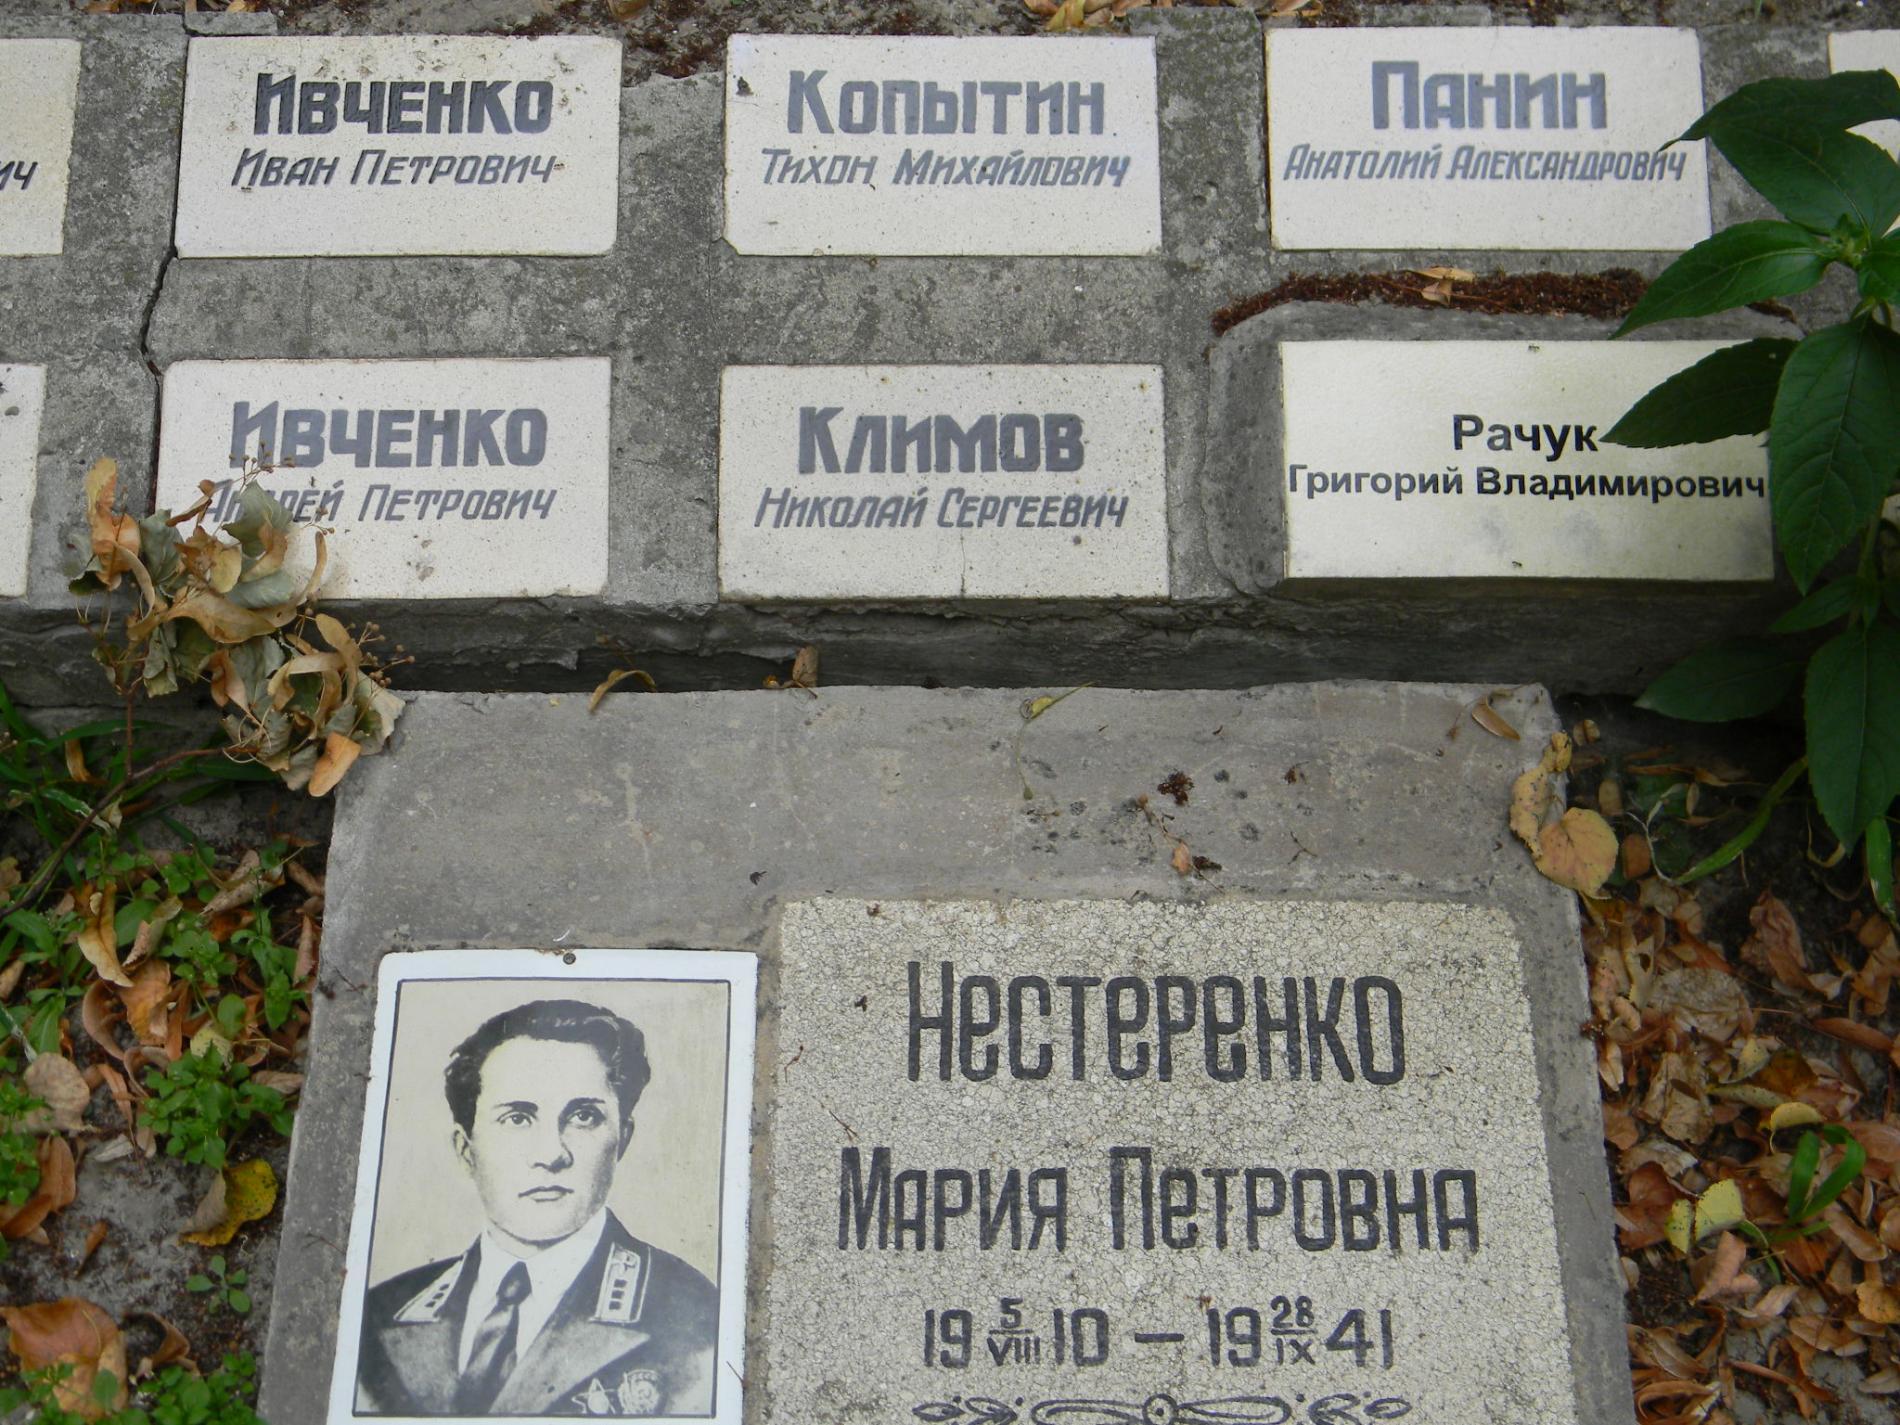 ИВЧЕНКО
ИВАН ПЕТРОВИЧ
КОПЫТИН
ТИХОН МИХАЙЛОВИЧ
ПАНИН
АНАТОЛИЙ АЛЕКСАНДРОВИЧ
ИВЧЕНКО
АНДРЕЙ ПЕТРОВИЧ
КЛИМОВ
НИКОЛАЙ СЕРГЕЕВИЧ
Рачук
Григорий Владимирович
НЕСТЕРЕНКО
МАРИЯ ПЕТРОВНА
19 5/VIII 10 – 19 28/IX 41